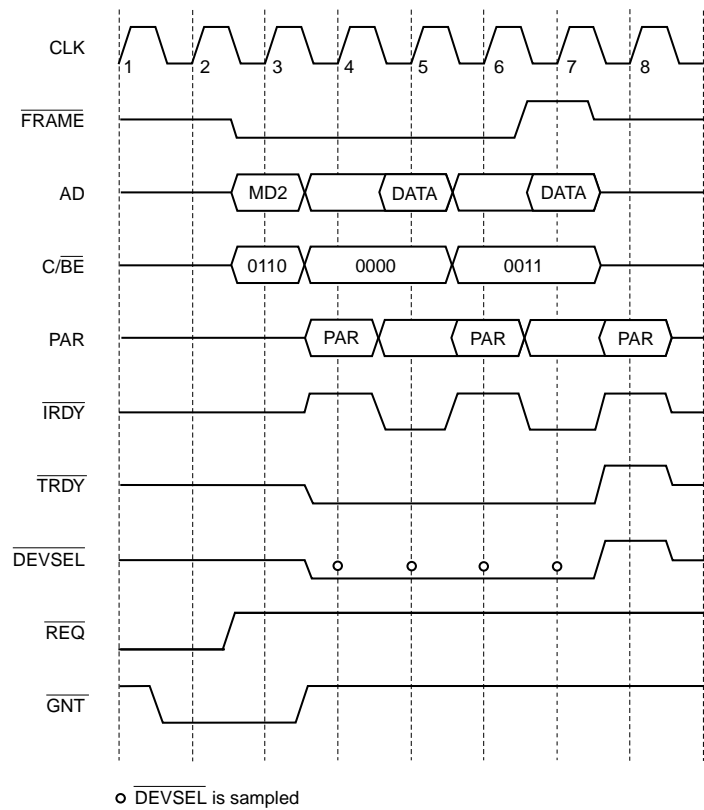 CLK
1 2 3 4 5 6 7 8
FRAME
AD MD2 DATA DATA
C/BE 0110 0000 0011
PAR PAR PAR PAR
IRDY
TRDY
DEVSEL
REQ
GNT
DEVSEL is sampled